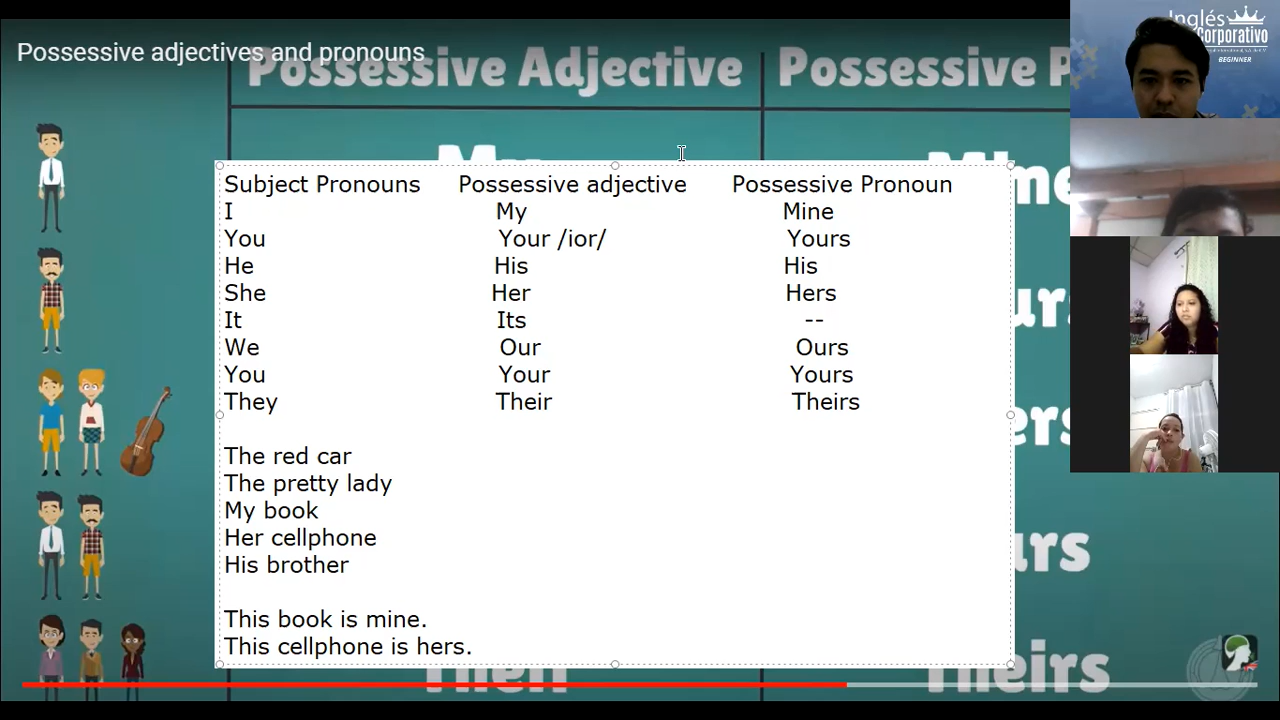 Possessive adjectives and pronouns
Possessive Adjective Possessive P
Inglés
Corporativo
BEGINNER
My Mine
Subject Pronouns Possessive adjective Possessive Pronoun
I My Mine
You Your /ior/ Yours
He His His
She Her Hers
It Its --
We Our Ours
You Your Yours
They Their Theirs
The red car
The pretty lady
My book
Her cellphone
His brother
This book is mine.
This cellphone is hers.
Their Theirs